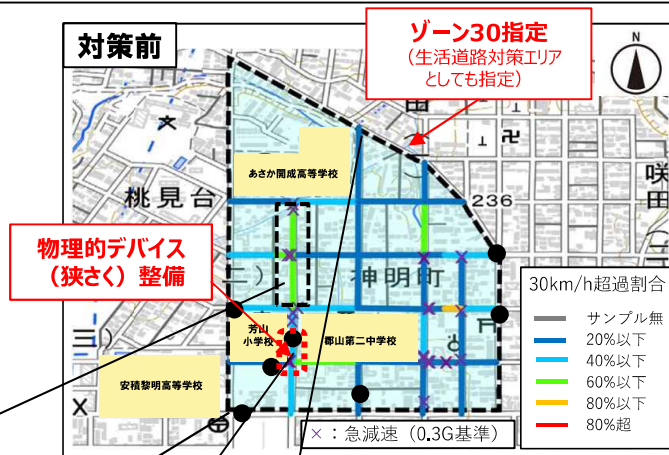 対策前
ゾーン30指定
(生活道路対策エリア
としても指定)
N
あさか開成高等学校
桃見台
236
咲
田
物理的デバイス
(狭さく) 整備
二)
神明町
芳山
小学校
郡山第二中学校
三)
安積黎明高等学校
30km/h超過割合
サンプル無
20%以下
40%以下
60%以下
80%以下
80%超
×:急減速(0.3G基準)